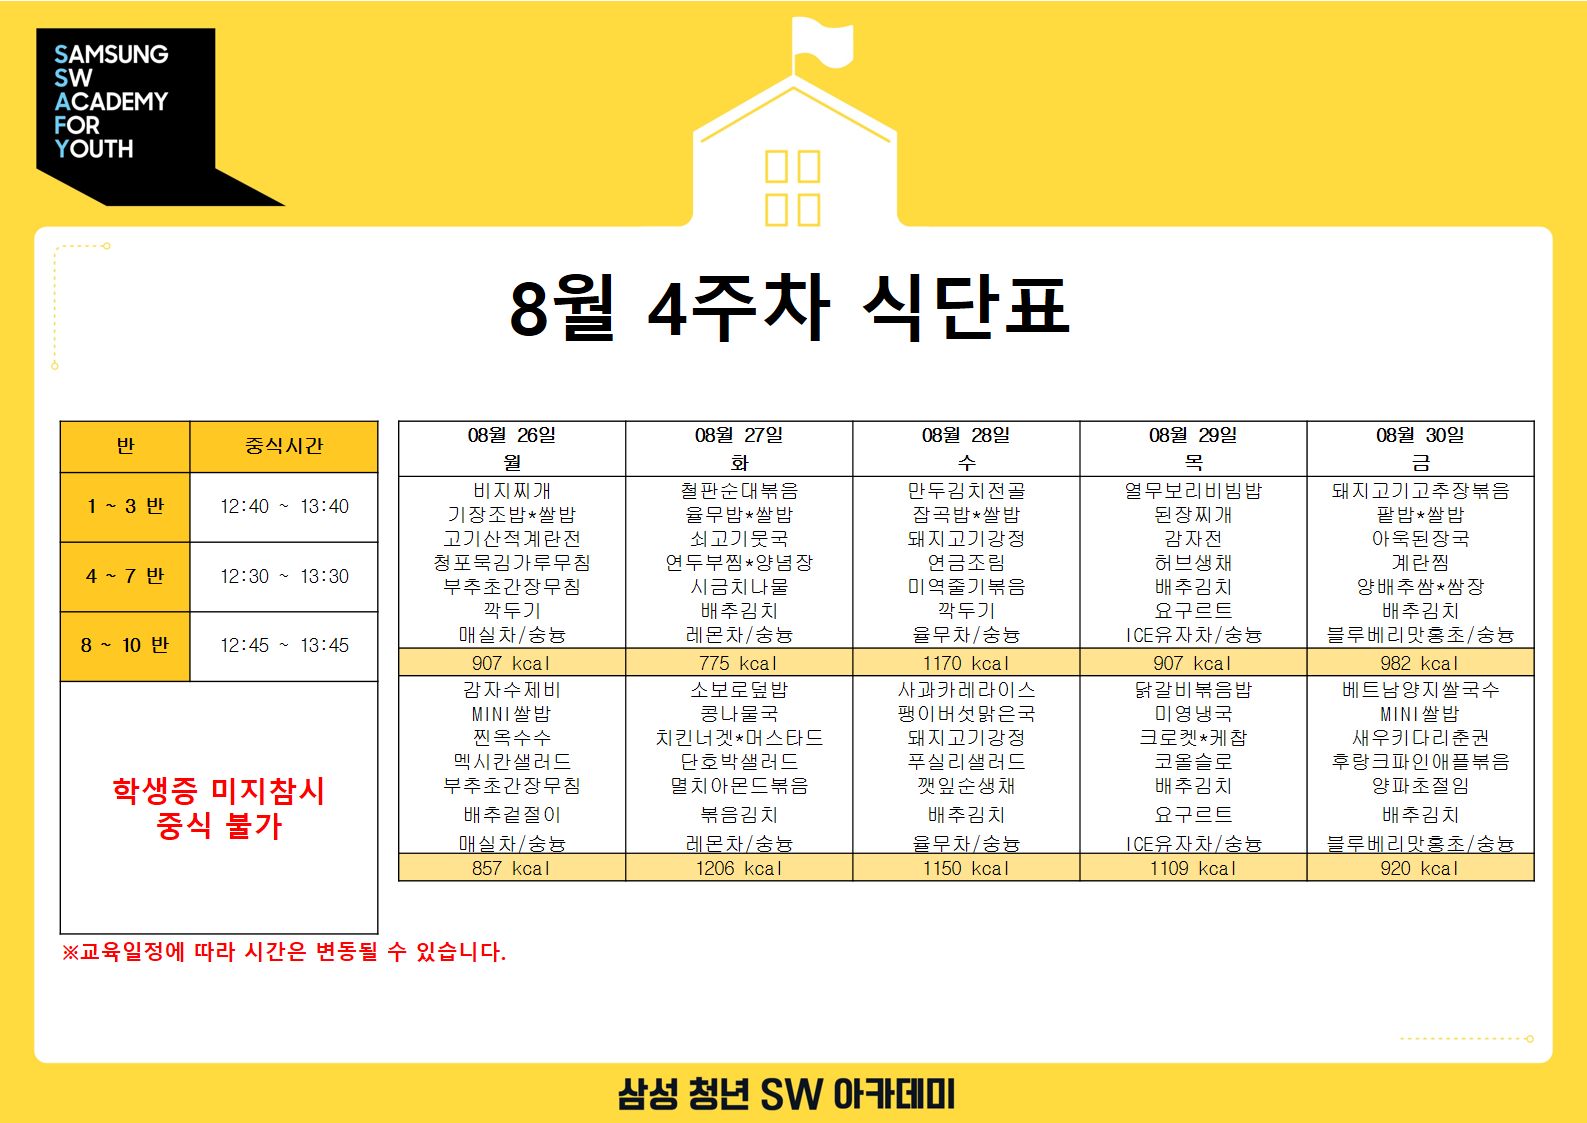 SAMSUNG
SW
ACADEMY
FOR
YOUTH
8월 4주차 식단표
반 중식시간
1 ~ 3 반 12:40 ~ 13:40
4 ~ 7 반 12:30 ~ 13:30
8 ~ 10 반 12:45 ~ 13:45
학생증 미지참시
중식 불가
08월 26일 08월 27일 08월 28일 08월 29일 08월 30일
월 화 수 목 금
비지찌개 철판순대볶음 만두김치전골 열무보리비빔밥 돼지고기고추장볶음
기장조밥*쌀밥 율무밥*쌀밥 잡곡밥*쌀밥 된장찌개 팥밥*쌀밥
고기산적계란전 쇠고기뭇국 돼지고기강정 감자전 아욱된장국
청포묵김가루무침 연두부찜*양념장 연금조림 허브생채 계란찜
부추초간장무침 시금치나물 미역줄기볶음 배추김치 양배추쌈*쌈장
깍두기 배추김치 깍두기 요구르트 배추김치
매실차/숭늉 레몬차/숭늉 율무차/숭늉 ICE유자차/숭늉 블루베리맛홍초/숭늉
907 kcal 775 kcal 1170 kcal 907 kcal 982 kcal
감자수제비 소보로덮밥 사과카레라이스 닭갈비볶음밥 베트남양지쌀국수
MINI쌀밥 콩나물국 팽이버섯맑은국 미영냉국 MINI쌀밥
찐옥수수 치킨너겟*머스타드 돼지고기강정 크로켓*케찹 새우키다리춘권
멕시칸샐러드 단호박샐러드 푸실리샐러드 코올슬로 후랑크파인애플볶음
부추초간장무침 멸치아몬드볶음 깻잎순생채 배추김치 양파초절임
배추겉절이 볶음김치 배추김치 요구르트 배추김치
매실차/숭늉 레몬차/숭늉 율무차/숭늉 ICE유자차/숭늉 블루베리맛홍초/숭늉
857 kcal 1206 kcal 1150 kcal 1109 kcal 920 kcal
※교육일정에 따라 시간은 변동될 수 있습니다.
삼성 청년 SW 아카데미